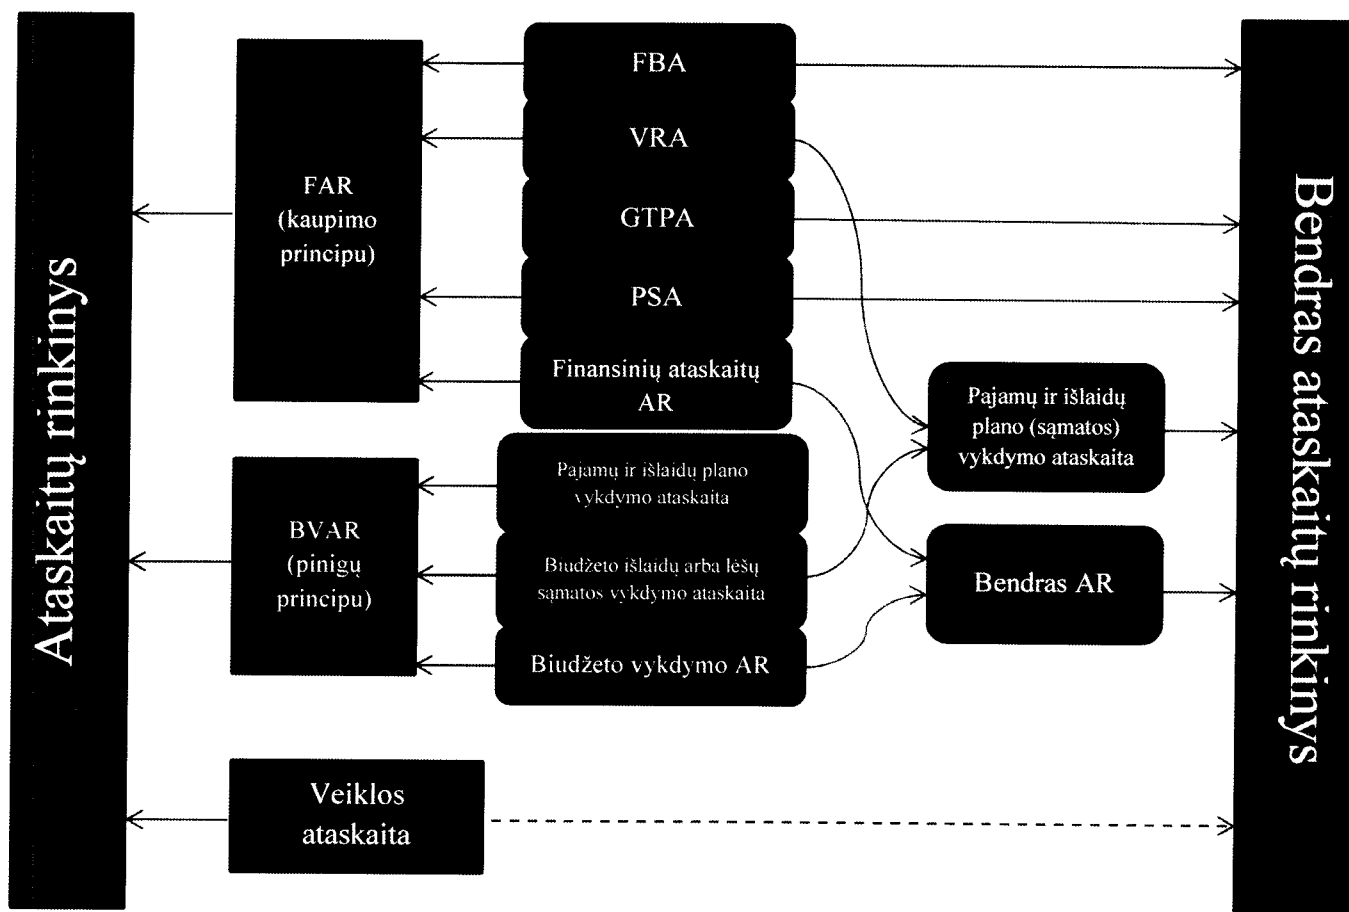 Ataskaitų rinkinys
FAR
(kaupimo
principu)
BVAR
(pinigų
principu)
Veiklos
ataskaita
FBA
VRA
GTPA
PSA
Finansinių ataskaitų
AR
Pajamų ir išlaidų plano
vykdymo ataskaita
Biudžeto išlaidų arba lėšų
sąmatos vykdymo ataskaita
Biudžeto vykdymo AR
Pajamų ir išlaidų
plano (sąmatos)
vykdymo ataskaita
Bendras AR
Bendras ataskaitų rinkinys